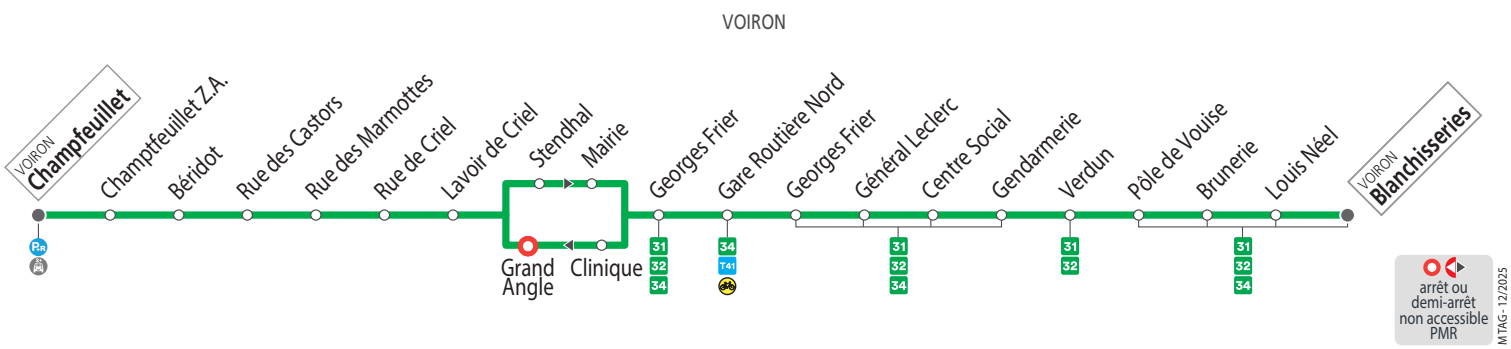 VOIRON
VOIRON
Champfeuillet
Champtfeuillet Z.A.
Béridot
Rue des Castors
Rue des Marmottes
Rue de Criel
Lavoir de Criel
Stendhal
Mairie
Georges Frier
Gare Routière Nord
Georges Frier
Général Leclerc
Centre Social
Gendarmerie
Verdun
Pôle de Vouise
Brunerie
Louis Néel
VOIRON
Blanchisseries
P+R
Grand
Angle
Clinique
31
32
34
34
T41
31
32
34
31
32
31
32
34
arrêt ou
demi-arrêt
non accessible
PMR
M TAG - 12/2025